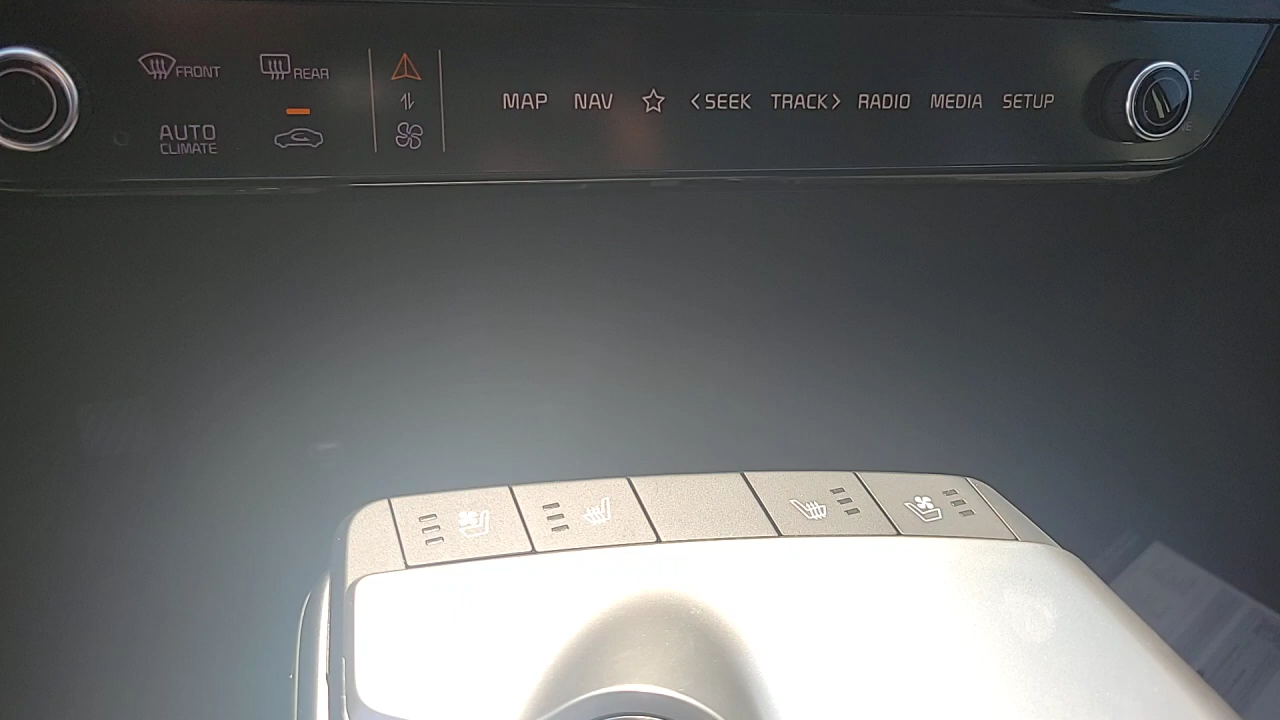 FRONT
REAR
AUTO
CLIMATE
MAP NAV <SEEK TRACK> RADIO MEDIA SETUP